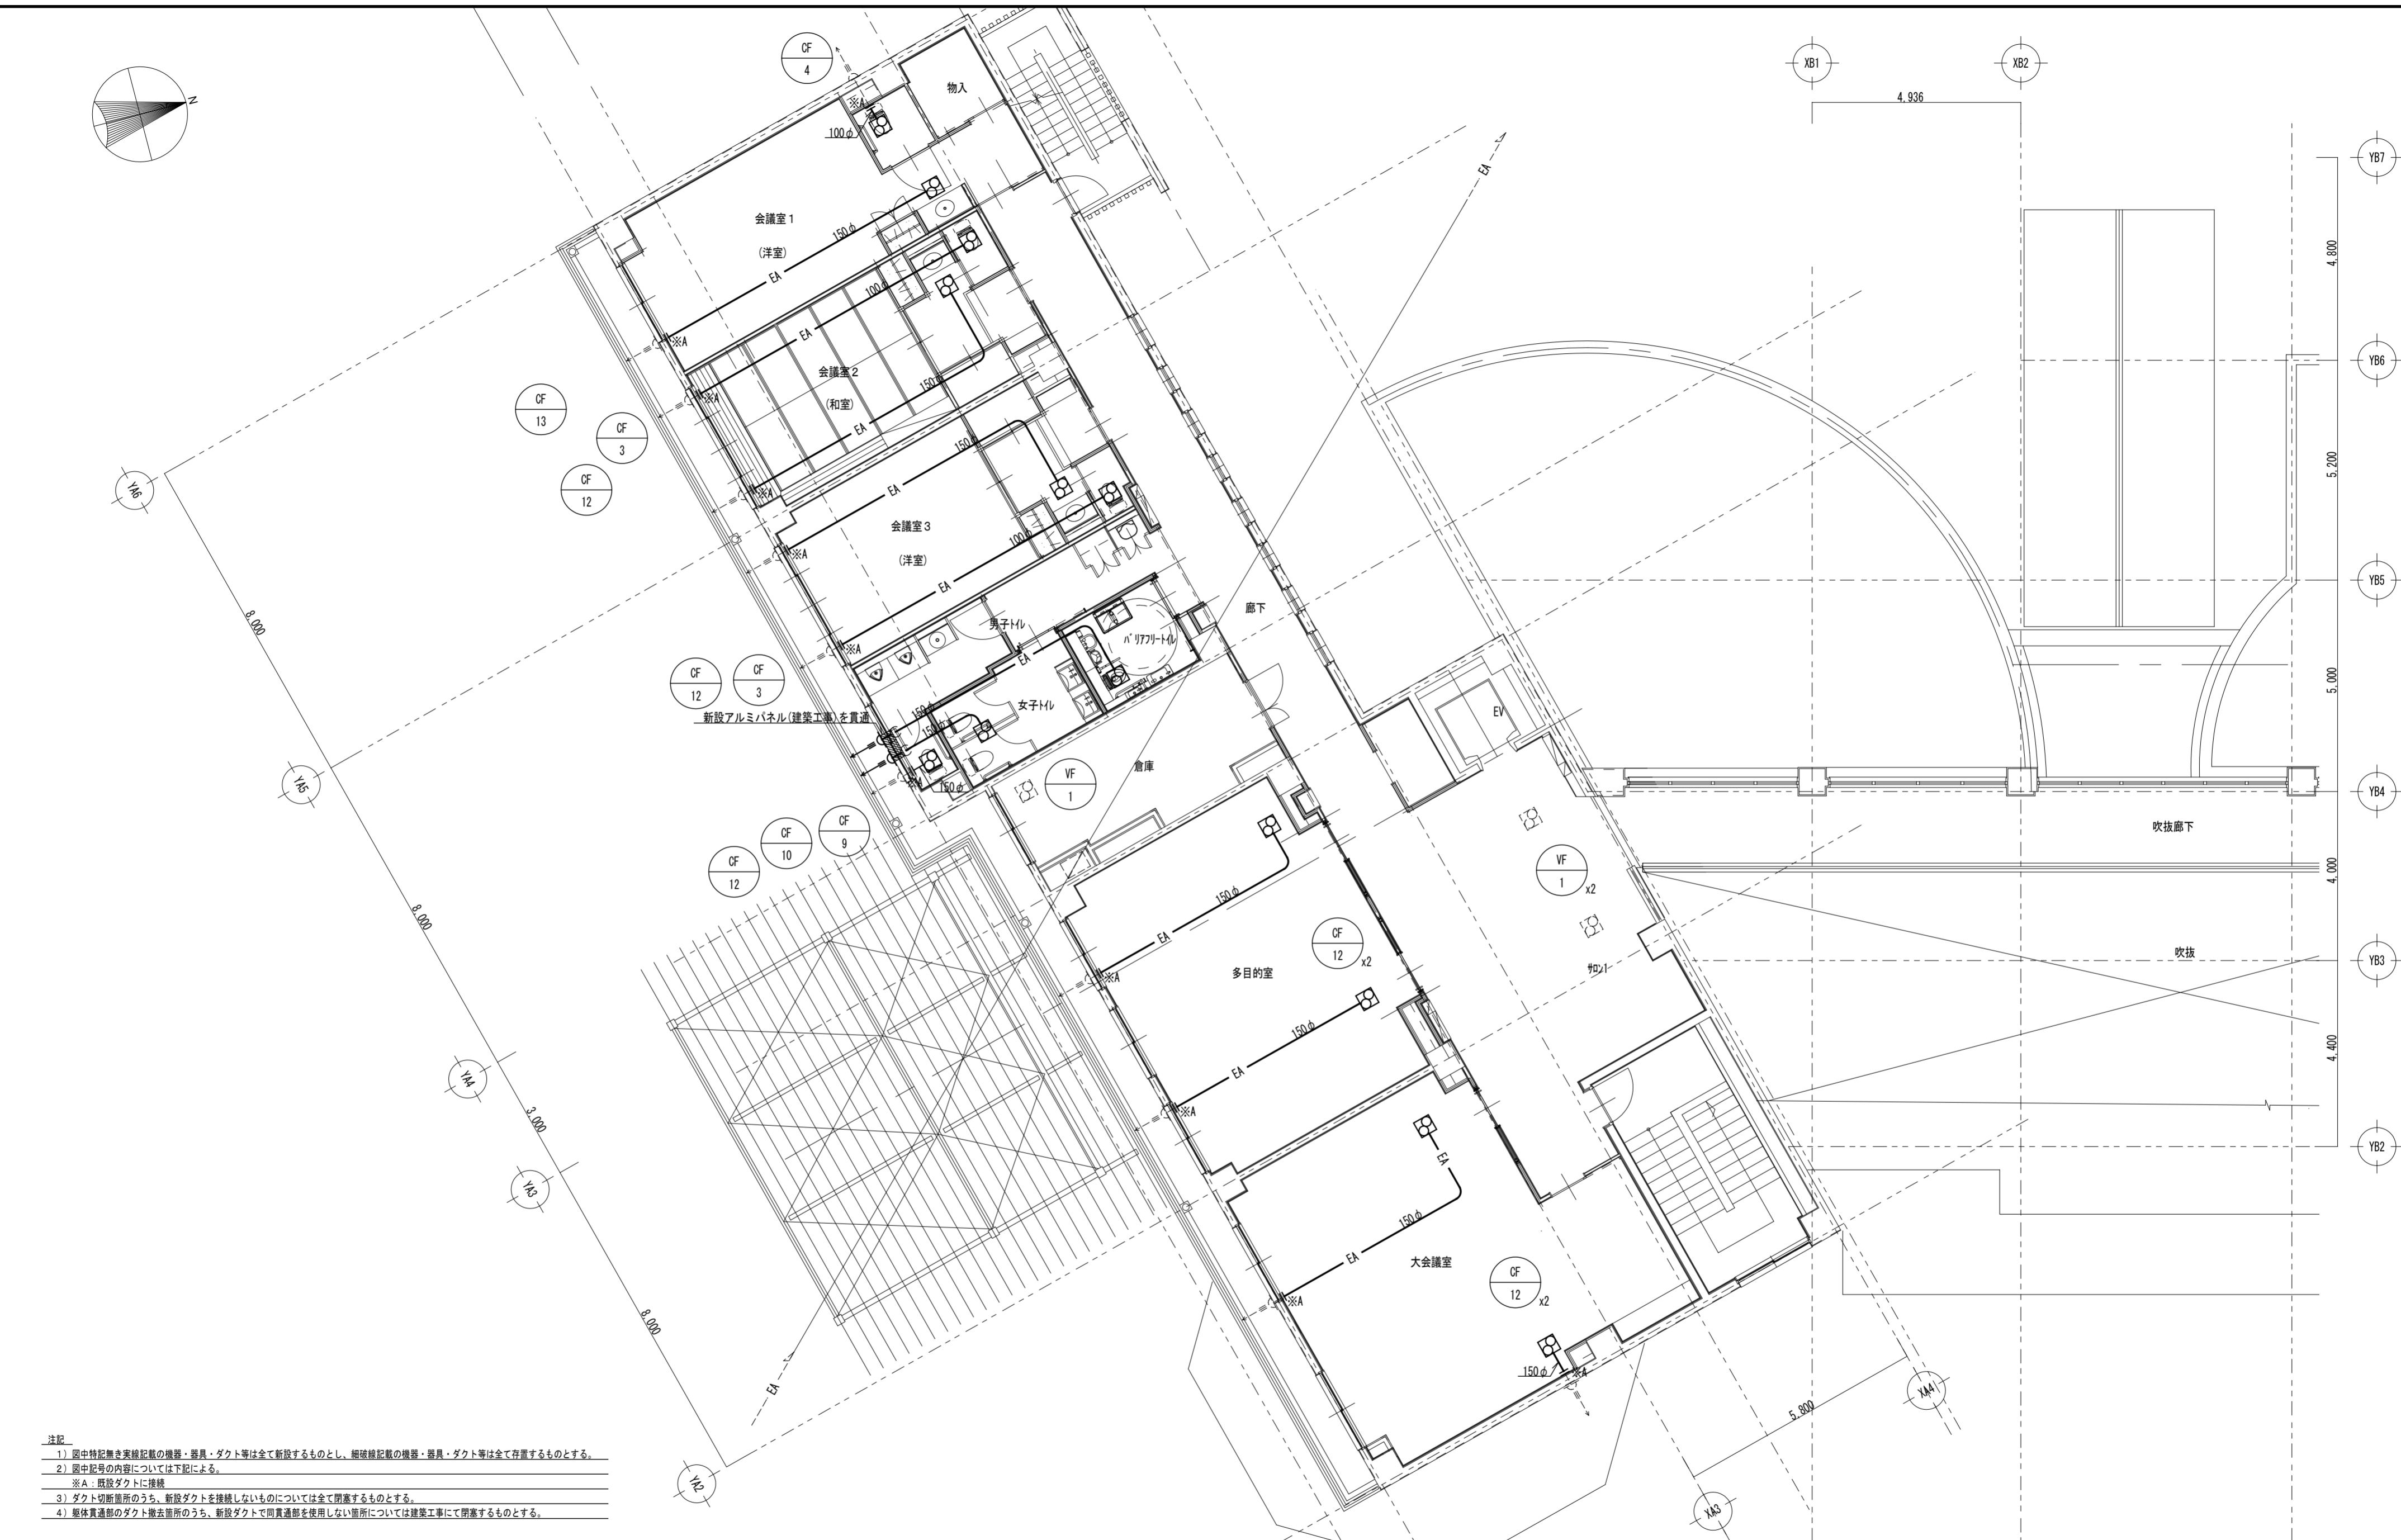 CF
4
XB1
XB2
4.936
N
物入
※A
100φ
EA
YB7
会議室1
(洋室)
150φ
EA
4.800
100φ
EA
※A
YB6
会議室2
(和室)
150φ
EA
※A
CF
13
CF
3
CF
12
5.200
YA6
150φ
EA
※A
会議室3
(洋室)
100φ
EA
※A
※A
YB5
8.000
廊下
男子トイレ
バリアフリートイレ
EA
女子トイレ
CF
12
CF
3
新設アルミパネル(建築工事)を貫通
150φ
150φ
※A
150φ
5.000
EV
YA5
倉庫
VF
1
YB4
CF
9
CF
10
CF
12
吹抜廊下
VF
1
x2
4.000
8.000
150φ
EA
※A
CF
12
x2
多目的室
サロン1
吹抜
YB3
150φ
EA
※A
4.400
YA4
3.000
YB2
EA
YA3
150φ
EA
※A
大会議室
CF
12
x2
8.000
150φ
※A
EA
5.800
XA4
YA2
XA3
注記
1) 図中特記無き実線記載の機器・器具・ダクト等は全て新設するものとし、細破線記載の機器・器具・ダクト等は全て存置するものとする。
2) 図中記号の内容については下記による。
※A:既設ダクトに接続
3) ダクト切断箇所のうち、新設ダクトを接続しないものについては全て閉塞するものとする。
4) 躯体貫通部のダクト撤去箇所のうち、新設ダクトで同貫通部を使用しない箇所については建築工事にて閉塞するものとする。